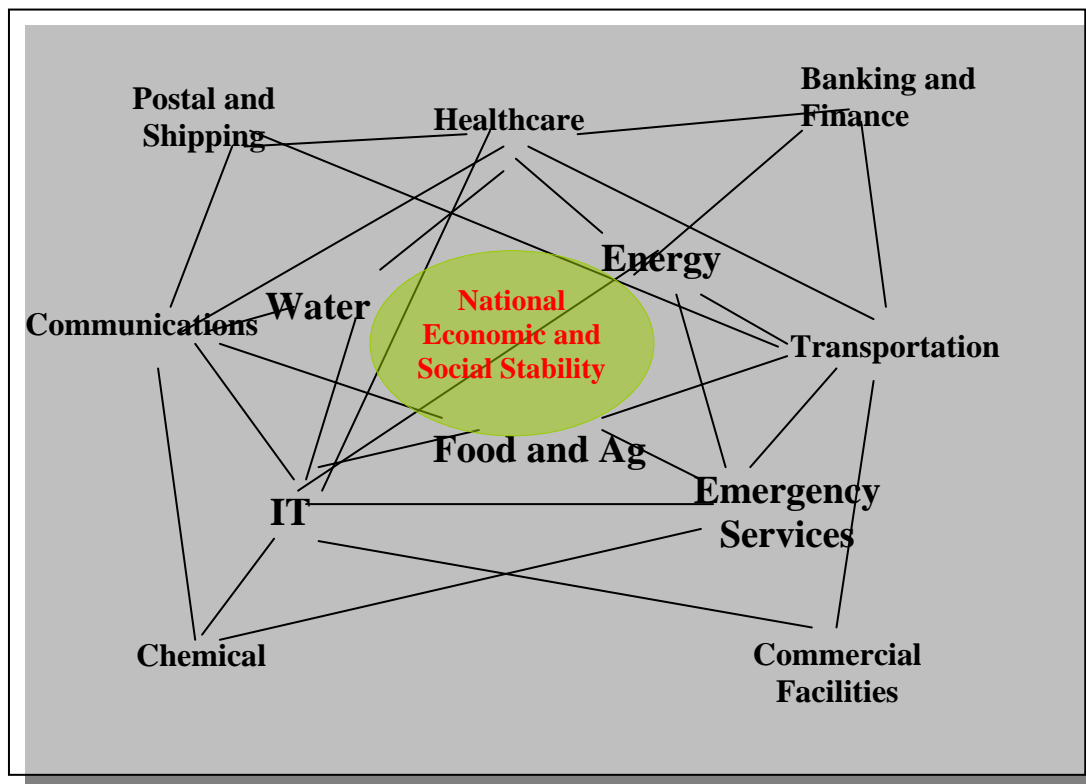 Postal and
Shipping
Healthcare
Banking and
Finance
Energy
Water
National
Economic and
Social Stability
Communications
Transportation
Food and Ag
IT
Emergency
Services
Chemical
Commercial
Facilities